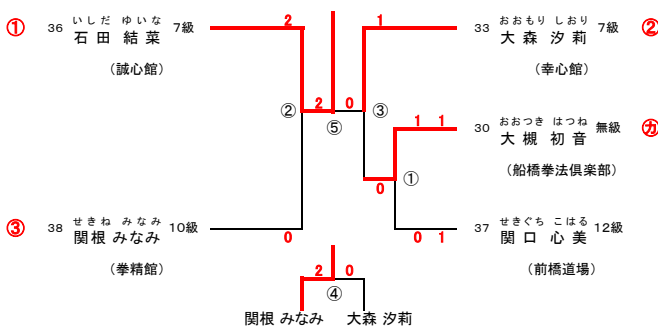 ① 36 いしだ ゆいな 石田 結菜 7級 2
（誠心館）
1 33 おおもり しおり 大森 汐莉 7級 ②
（幸心館）
② 2 0 ③
⑤
1 1 30 おおつき はつね 大槻 初音 無級 ㋕
（船橋拳法倶楽部）
0 ①
③ 38 せきね みなみ 関根 みなみ 10級 0
（拳精館）
0 1 37 せきぐち こはる 関口 心美 12級
（前橋道場）
2 0
④
関根 みなみ 大森 汐莉